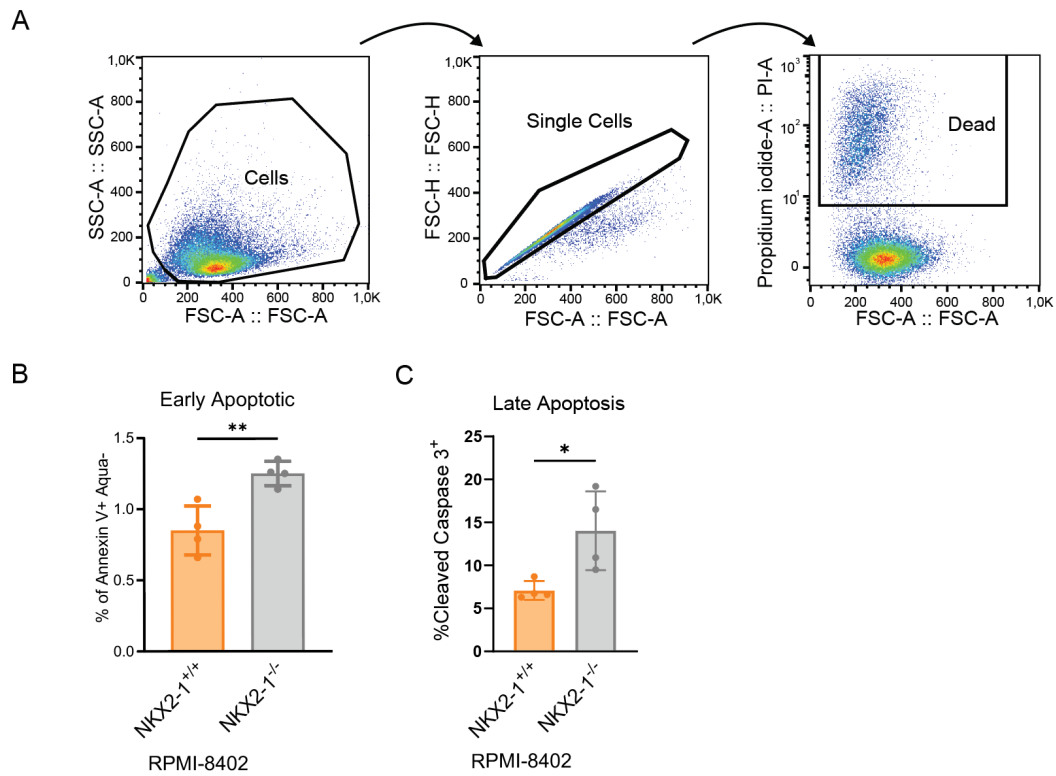 A
SSC-A :: SSC-A
1,0K
800
600
400
200
0
Cells
0 200 400 600 800 1,0K
FSC-A :: FSC-A
FSC-H :: FSC-H
1,0K
800
600
400
200
0
Single Cells
0 200 400 600 800 1,0K
FSC-A :: FSC-A
Propidium iodide-A :: PI-A
10³
10²
10¹
0
Dead
0 200 400 600 800 1,0K
FSC-A :: FSC-A
B
Early Apoptotic
**
% of Annexin V+ Aqua-
1.5
1.0
0.5
0.0
NKX2-1⁺/⁺
NKX2-1⁻/⁻
RPMI-8402
C
Late Apoptosis
*
%Cleaved Caspase 3⁺
25
20
15
10
5
0
NKX2-1⁺/⁺
NKX2-1⁻/⁻
RPMI-8402